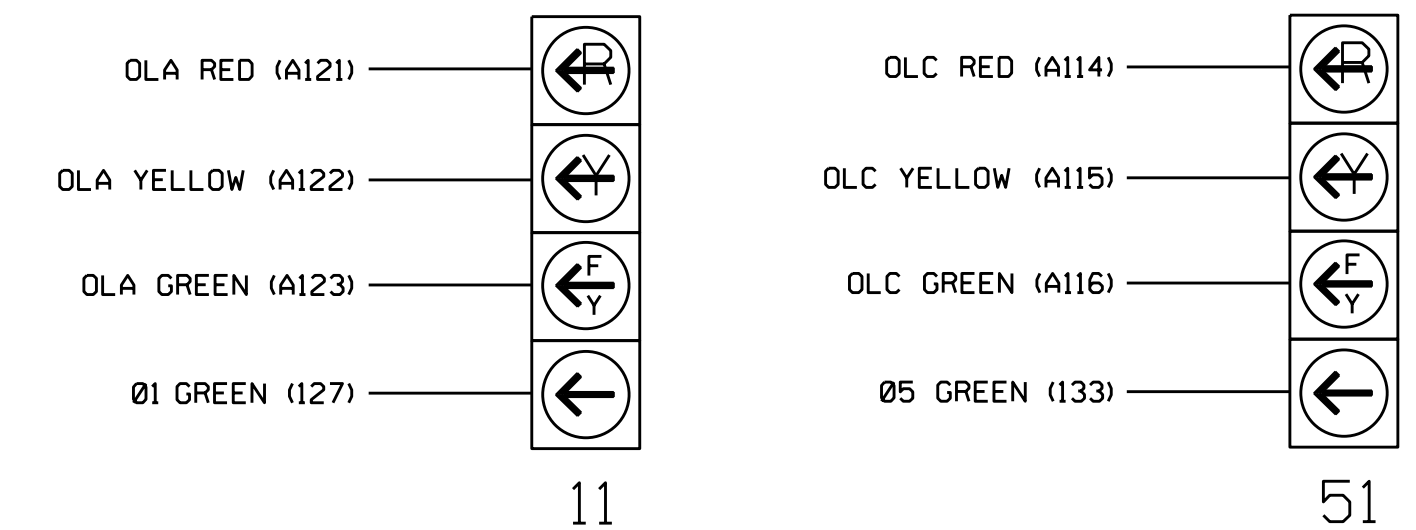 OLA RED (A121)
R
OLA YELLOW (A122)
Y
OLA GREEN (A123)
F
Y
Ø1 GREEN (127)
11
OLC RED (A114)
R
OLC YELLOW (A115)
Y
OLC GREEN (A116)
F
Y
Ø5 GREEN (133)
51